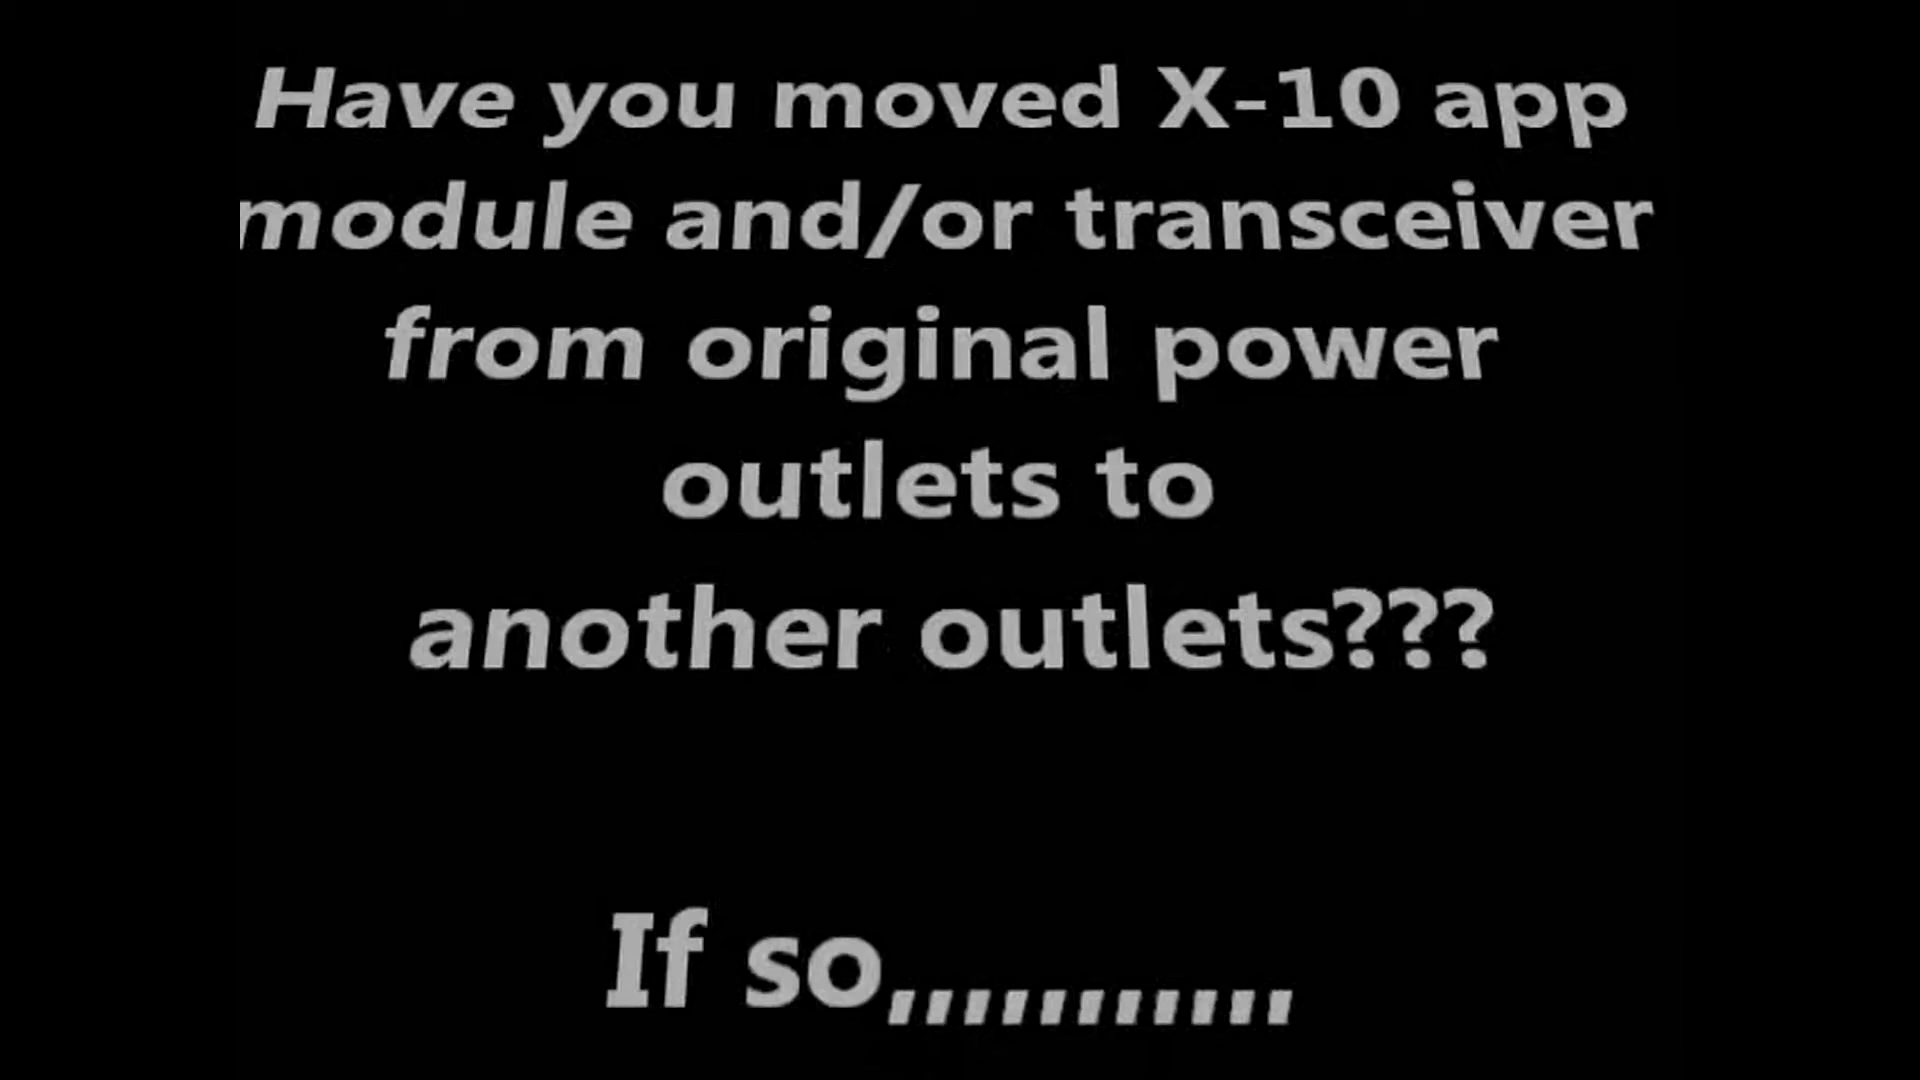 Have you moved X-10 app
module and/or transceiver
from original power
outlets to
another outlets???
If so,,,,,,,,,,,